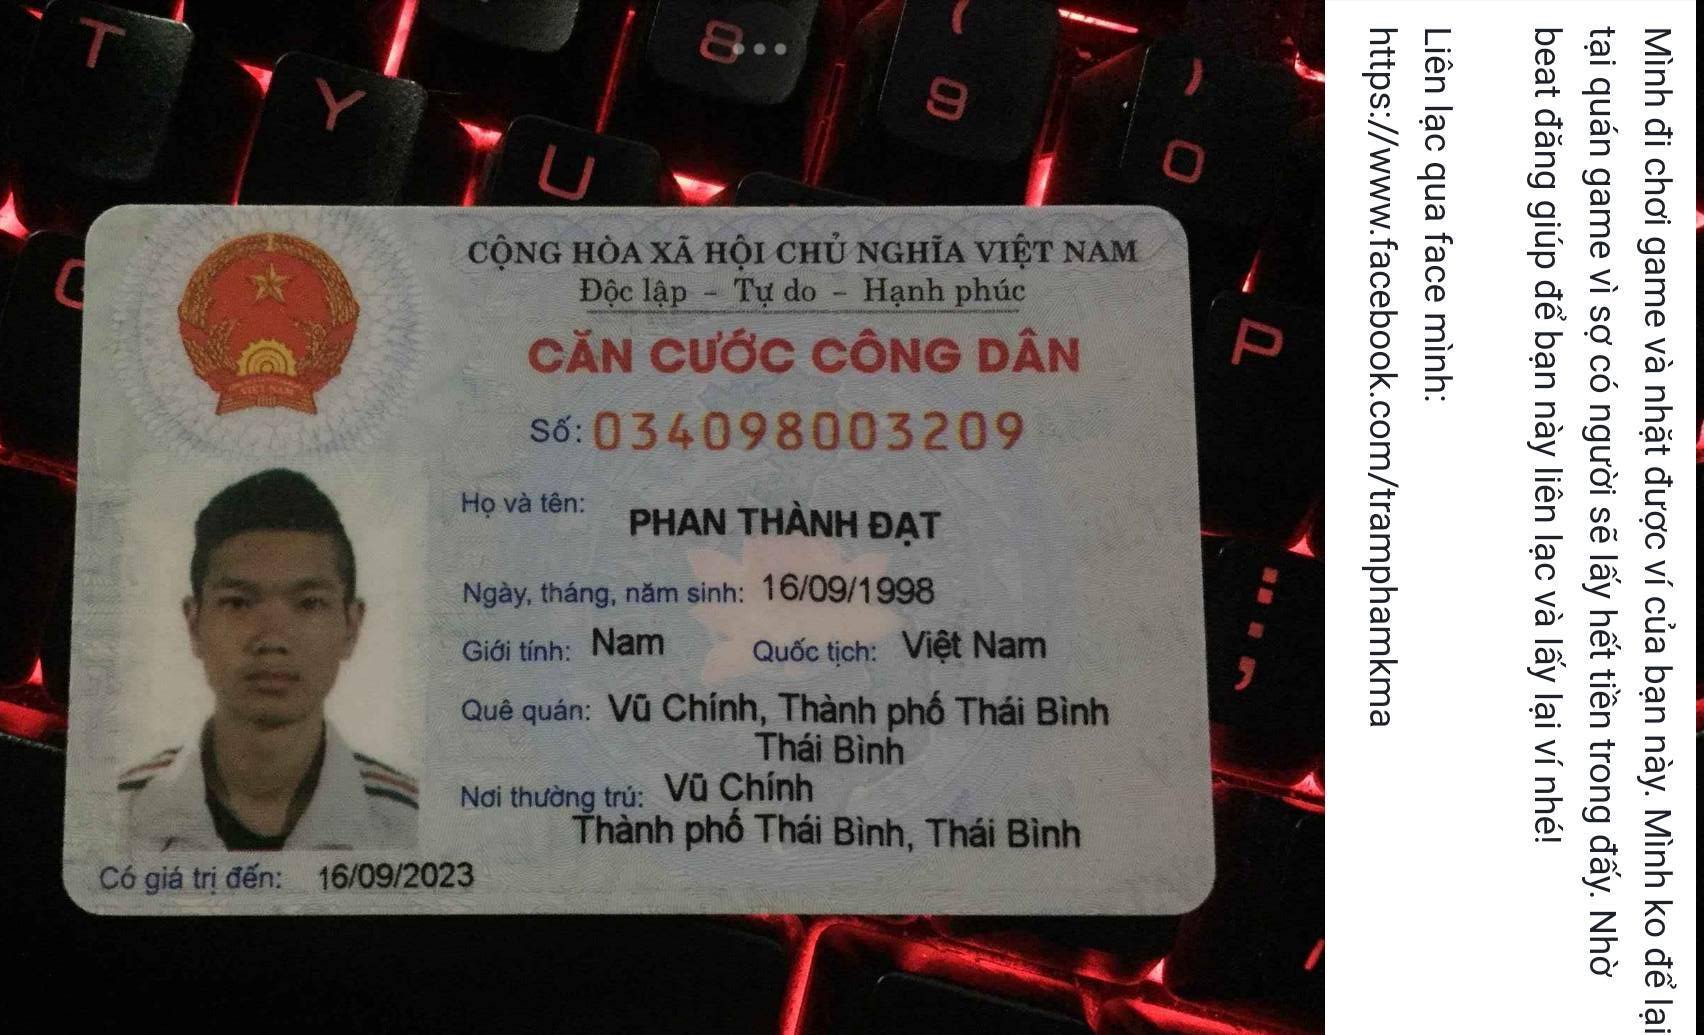 T
Y
U
8
(
9
)
0
P
:
;
CỘNG HÒA XÃ HỘI CHỦ NGHĨA VIỆT NAM
Độc lập - Tự do - Hạnh phúc
CĂN CƯỚC CÔNG DÂN
Số: 034098003209
Họ và tên:
PHAN THÀNH ĐẠT
Ngày, tháng, năm sinh: 16/09/1998
Giới tính: Nam Quốc tịch: Việt Nam
Quê quán: Vũ Chính, Thành phố Thái Bình
Thái Bình
Nơi thường trú: Vũ Chính
Thành phố Thái Bình, Thái Bình
Có giá trị đến: 16/09/2023
Mình đi chơi game và nhặt được ví của bạn này. Mình ko để lại
tại quán game vì sợ có người sẽ lấy hết tiền trong đấy. Nhờ
beat đăng giúp để bạn này liên lạc và lấy lại ví nhé!
Liên lạc qua face mình:
https://www.facebook.com/tramphamkma